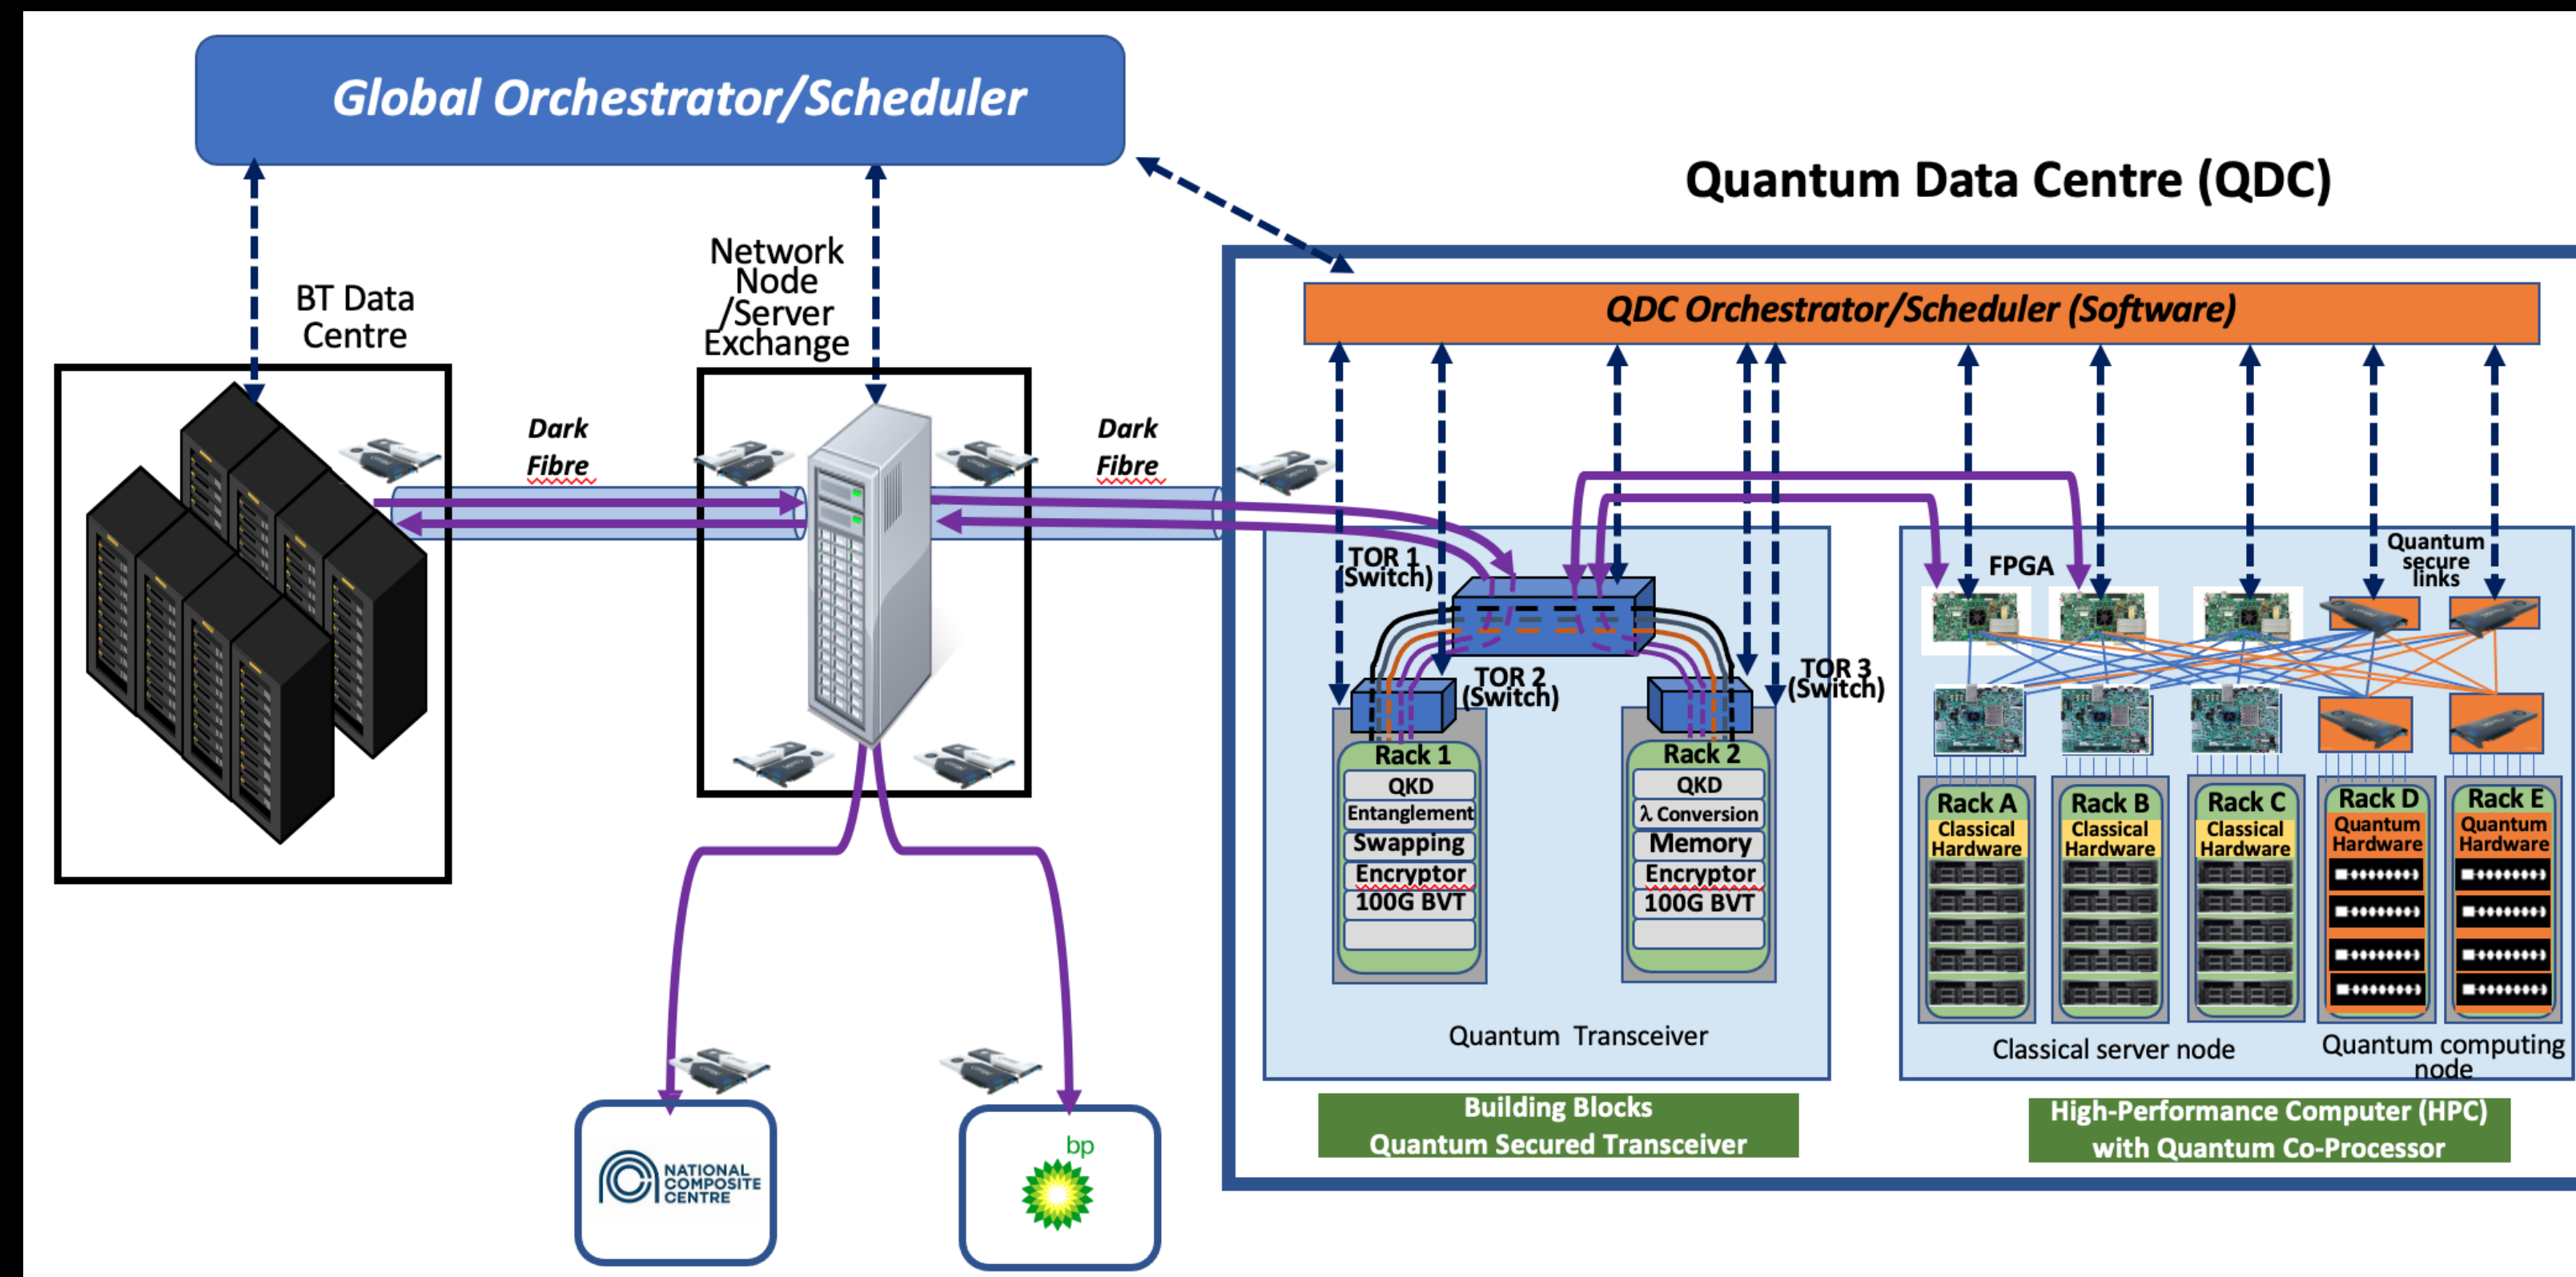 Global Orchestrator/Scheduler
Quantum Data Centre (QDC)
BT Data
Centre
Network
Node
/Server
Exchange
QDC Orchestrator/Scheduler (Software)
Dark
Fibre
Dark
Fibre
TOR 1
(Switch)
TOR 2
(Switch)
TOR 3
(Switch)
FPGA
Quantum
secure
links
Rack 1
QKD
Entanglement
Swapping
Encryptor
100G BVT
Rack 2
QKD
λ Conversion
Memory
Encryptor
100G BVT
Quantum Transceiver
Rack A
Classical
Hardware
Rack B
Classical
Hardware
Rack C
Classical
Hardware
Rack D
Quantum
Hardware
Rack E
Quantum
Hardware
Classical server node
Quantum computing
node
Building Blocks
Quantum Secured Transceiver
High-Performance Computer (HPC)
with Quantum Co-Processor
NATIONAL
COMPOSITE
CENTRE
bp